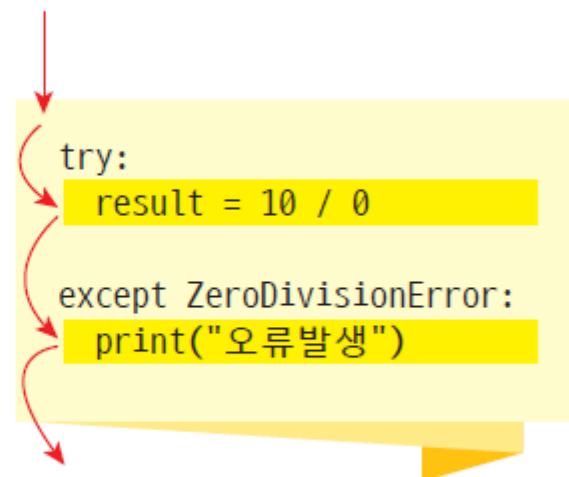 try:
result = 10 / 0
except ZeroDivisionError:
print("오류발생")